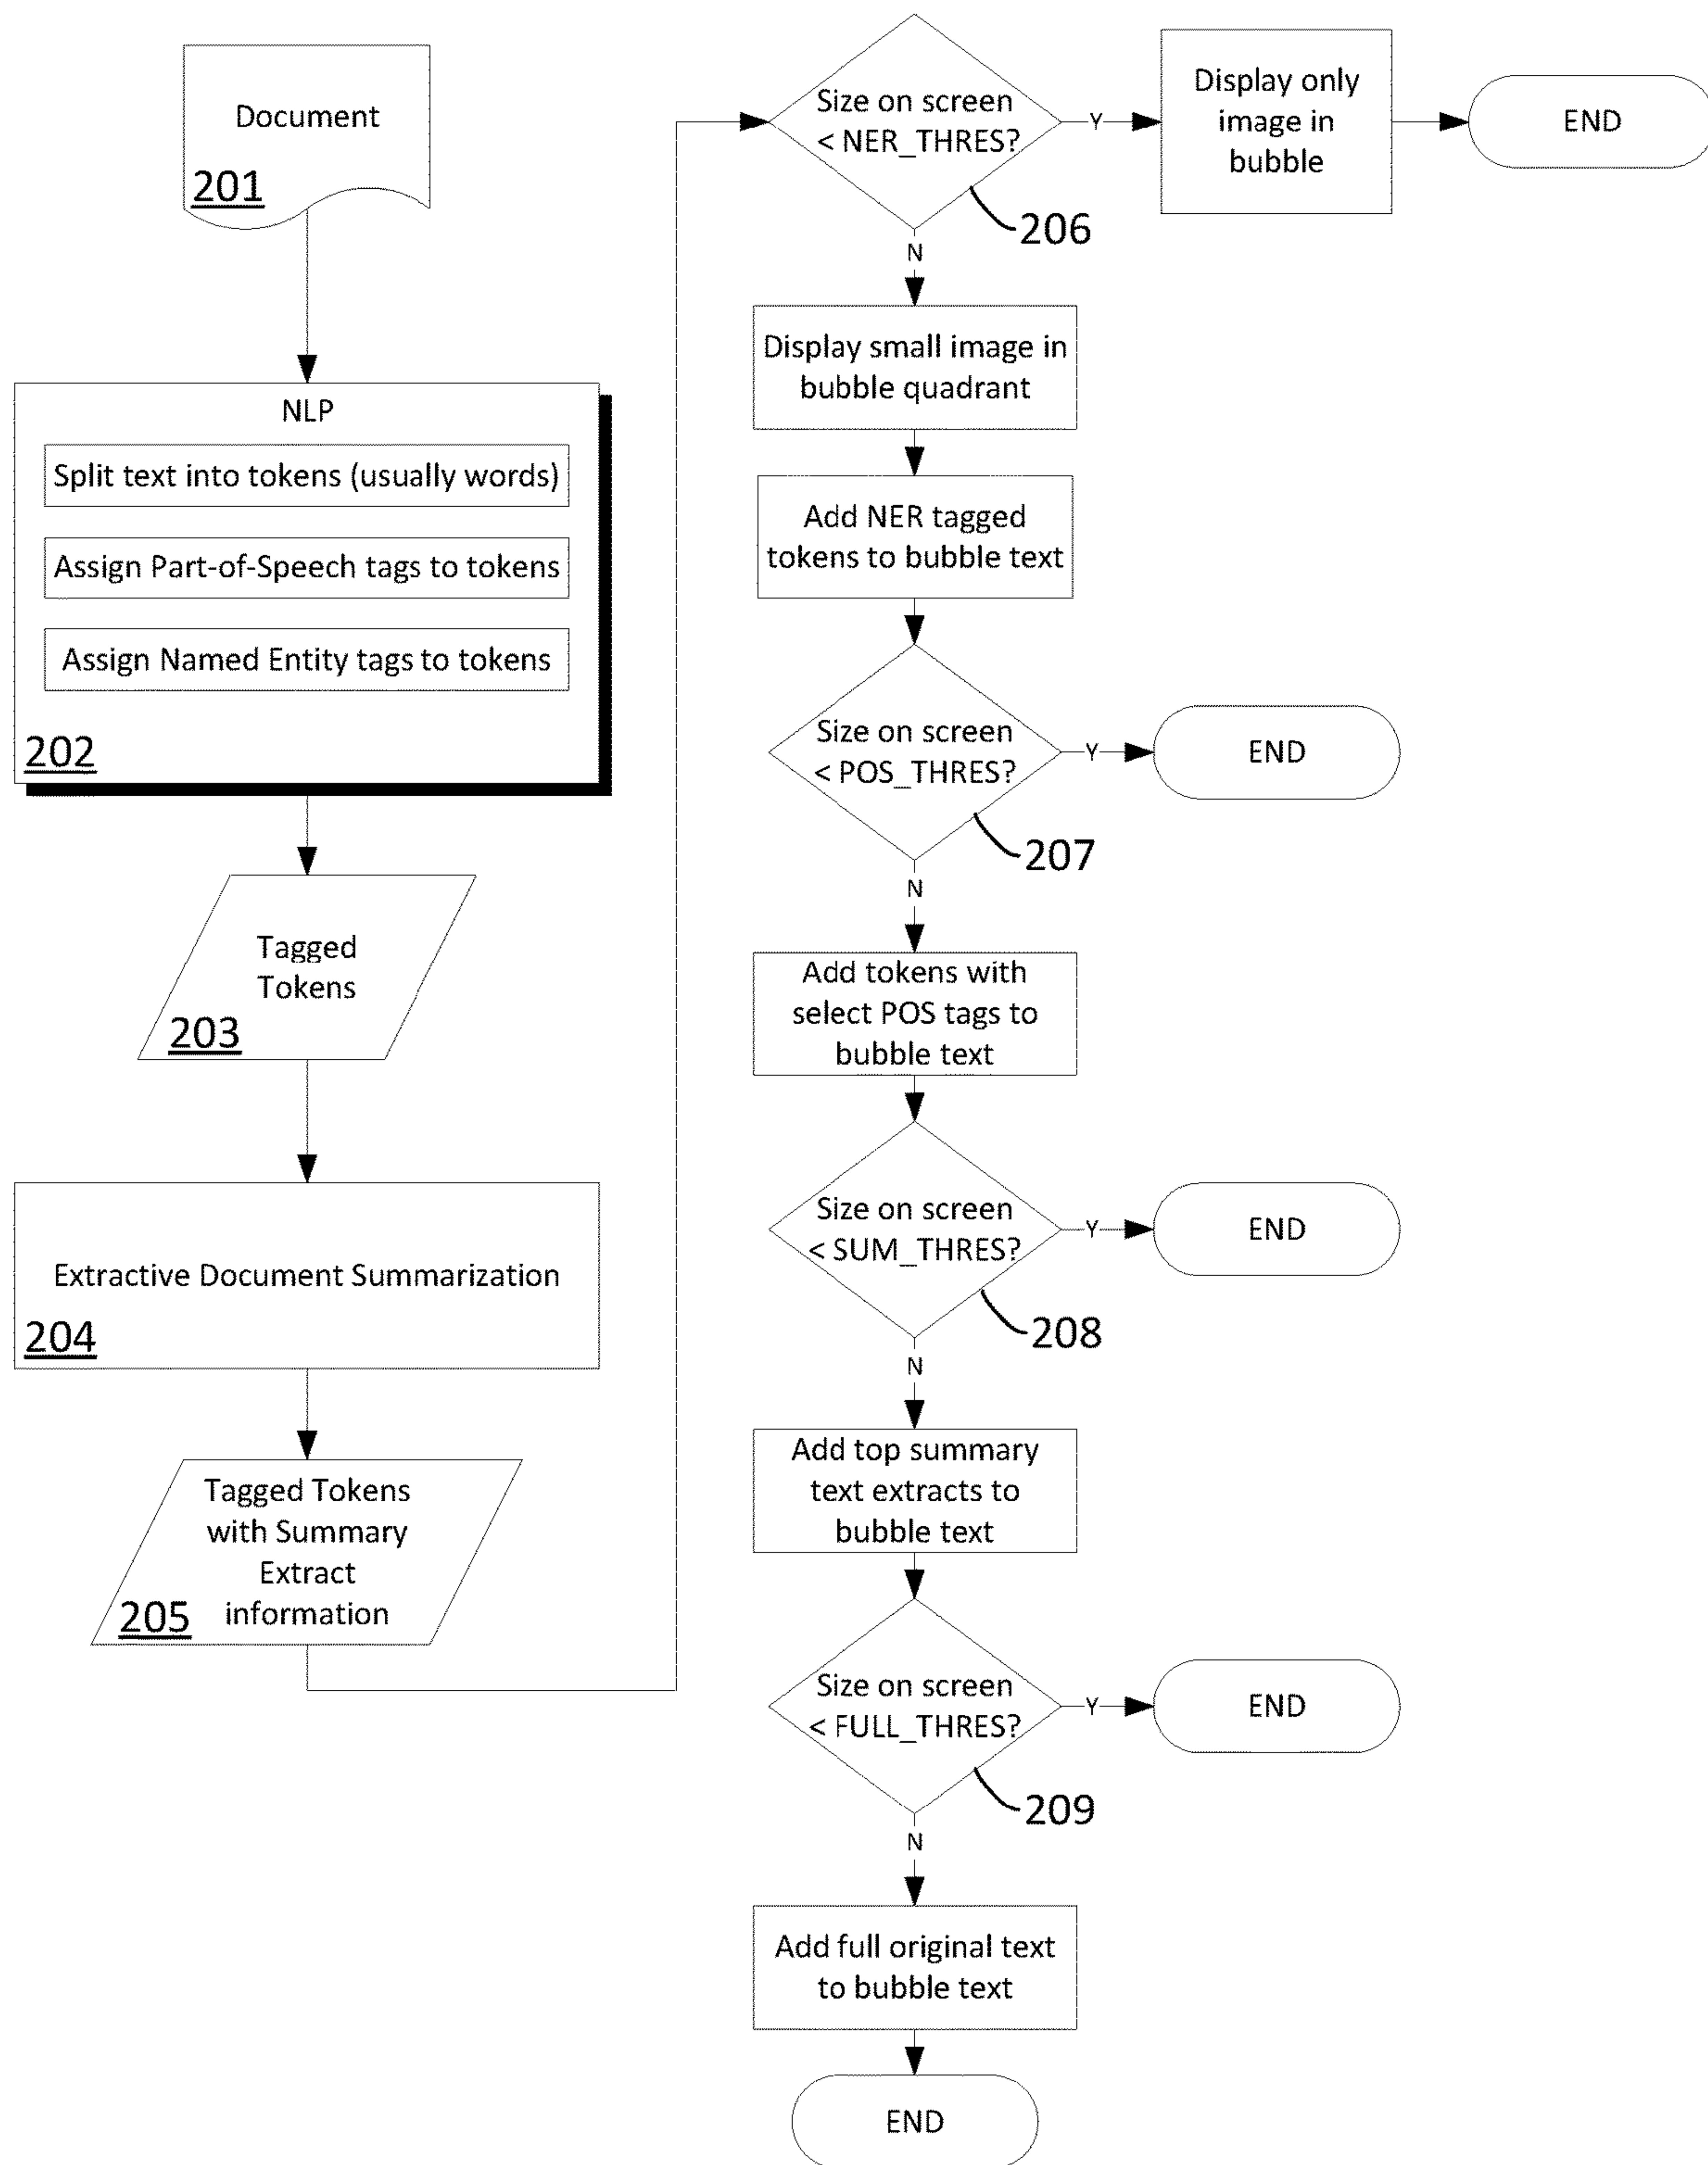 Document
201
NLP
Split text into tokens (usually words)
Assign Part-of-Speech tags to tokens
Assign Named Entity tags to tokens
202
Tagged
Tokens
203
Extractive Document Summarization
204
Tagged Tokens
with Summary
Extract
information
205
Size on screen
< NER_THRES?
206
Y
Display only
image in
bubble
END
N
Display small image in
bubble quadrant
Add NER tagged
tokens to bubble text
Size on screen
< POS_THRES?
207
Y
END
N
Add tokens with
select POS tags to
bubble text
Size on screen
< SUM_THRES?
208
Y
END
N
Add top summary
text extracts to
bubble text
Size on screen
< FULL_THRES?
209
Y
END
N
Add full original text
to bubble text
END